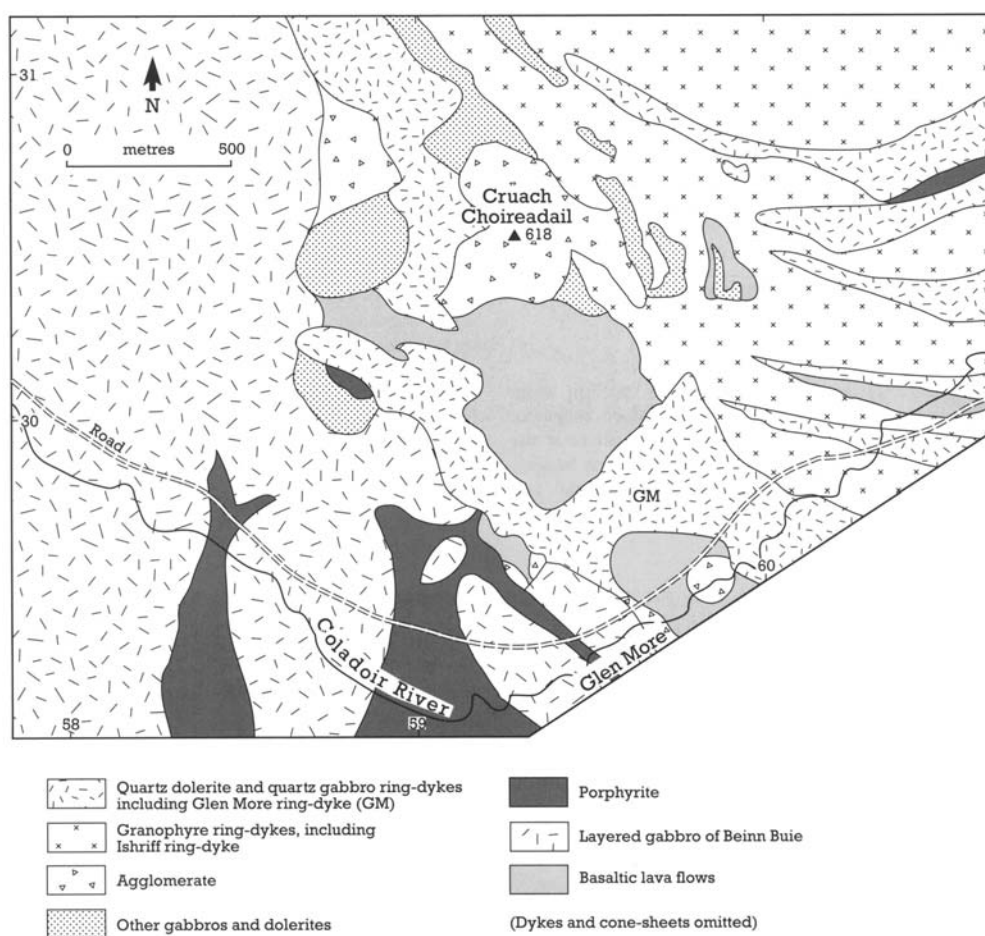 31
N
0 metres 500
Cruach
Choireadail
618
30
Road
GM
60
Coladoir River
Glen More
58
59
Quartz dolerite and quartz gabbro ring-dykes
including Glen More ring-dyke (GM)
Granophyre ring-dykes, including
Ishriff ring-dyke
Agglomerate
Other gabbros and dolerites
Porphyrite
Layered gabbro of Beinn Buie
Basaltic lava flows
(Dykes and cone-sheets omitted)